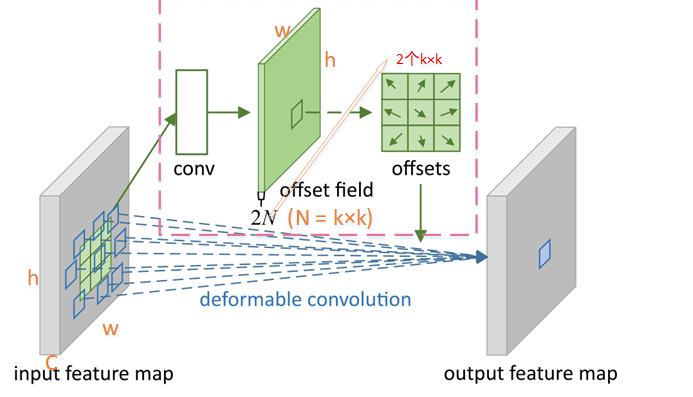 w
h
2个k×k
conv
offset field
offsets
2N (N = k×k)
h
deformable convolution
w
C
input feature map
output feature map